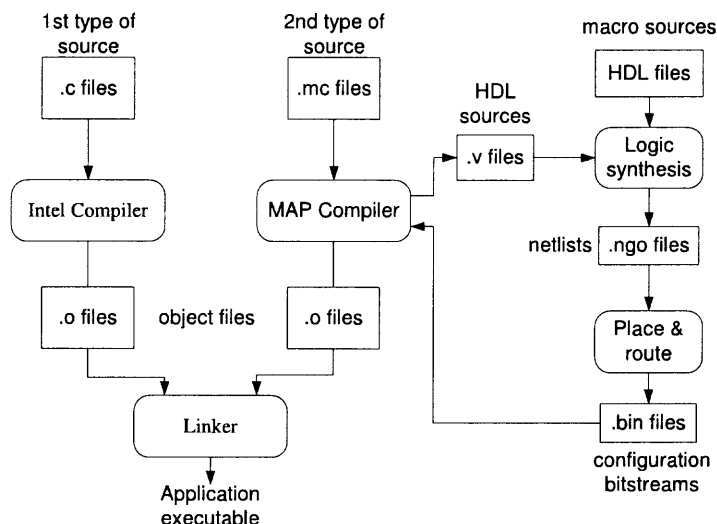 1st type of
source
2nd type of
source
macro sources
.c files
.mc files
HDL files
HDL
sources
.v files
Logic
synthesis
Intel Compiler
MAP Compiler
netlists
.ngo files
.o files
object files
.o files
Place &
route
Linker
.bin files
configuration
bitstreams
Application
executable